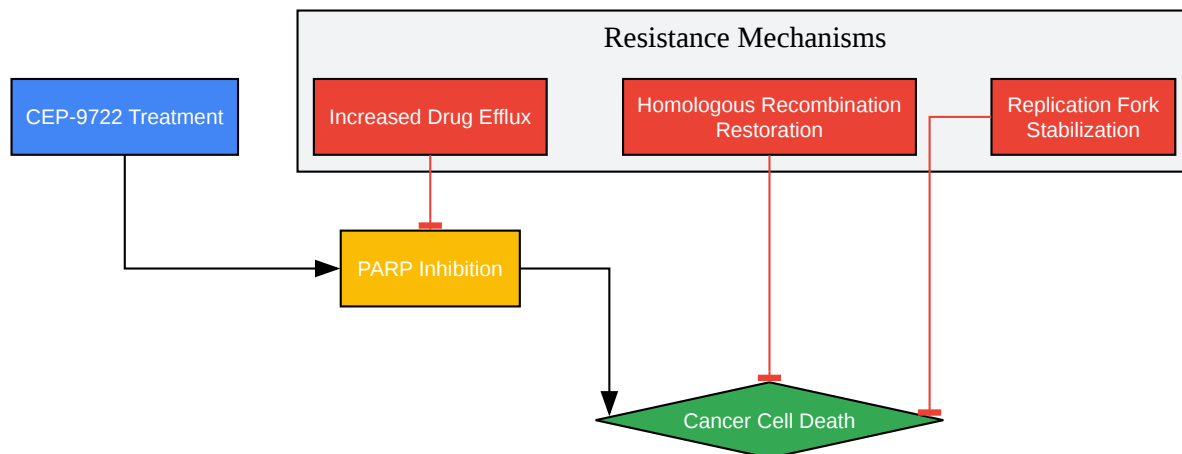 Resistance Mechanisms
CEP-9722 Treatment
Increased Drug Efflux
Homologous Recombination
Restoration
Replication Fork
Stabilization
PARP Inhibition
Cancer Cell Death